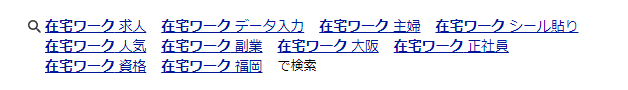 在宅ワーク 求人 在宅ワーク データ入力 在宅ワーク 主婦 在宅ワーク シール貼り
在宅ワーク 人気 在宅ワーク 副業 在宅ワーク 大阪 在宅ワーク 正社員
在宅ワーク 資格 在宅ワーク 福岡 で検索